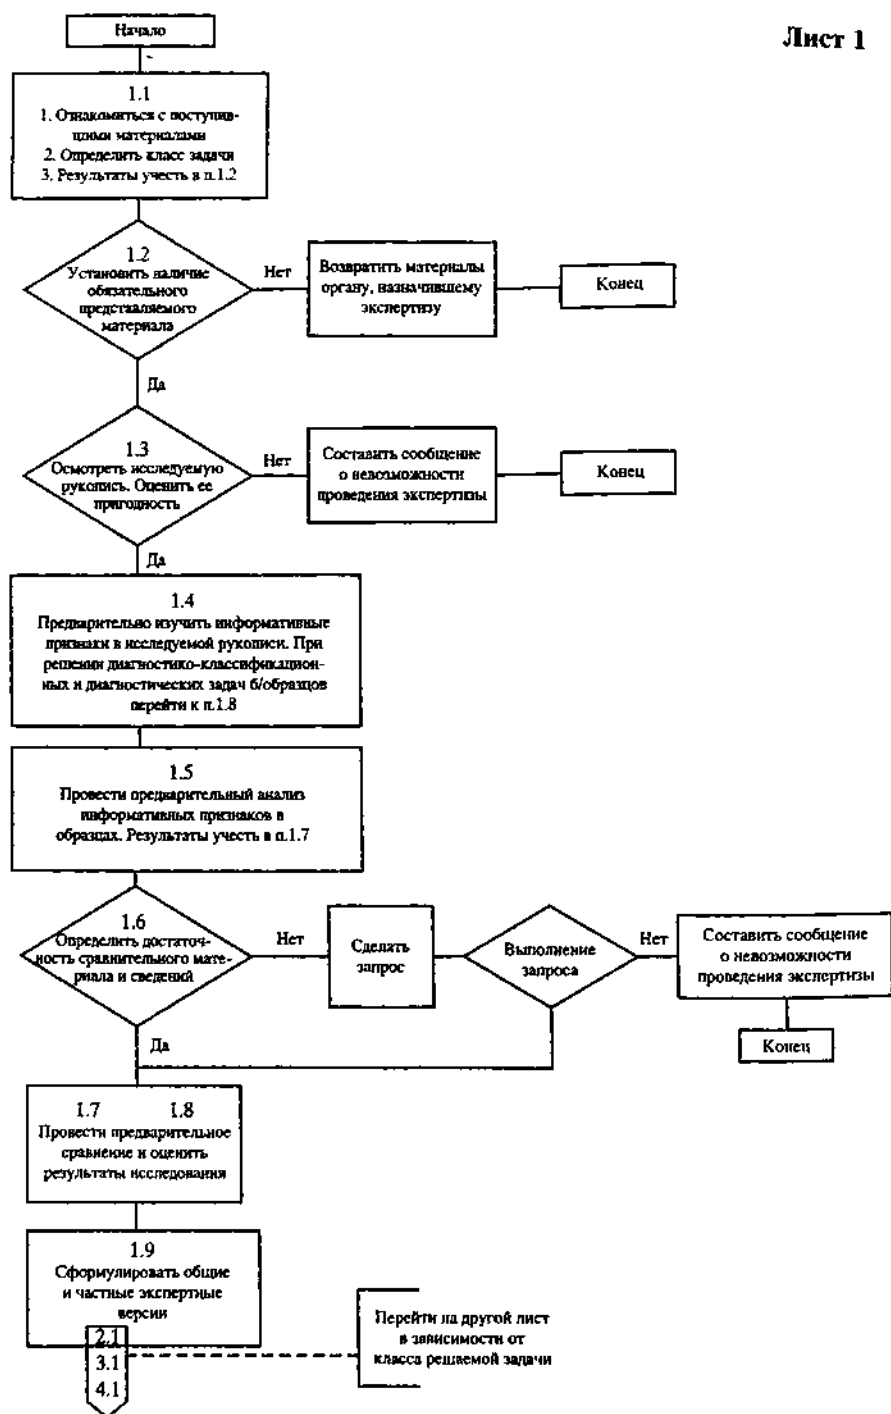 Лист 1
Начало
1.1
1. Ознакомиться с поступив-
шими материалами
2. Определить класс задачи
3. Результаты учесть в п.1.2
1.2
Установить наличие
обязательного
представляемого
материала
Нет
Возвратить материалы
органу, назначившему
экспертизу
Конец
Да
1.3
Осмотреть исследуемую
рукопись. Оценить ее
пригодность
Нет
Составить сообщение
о невозможности
проведения экспертизы
Конец
Да
1.4
Предварительно изучить информативные
признаки в исследуемой рукописи. При
решении диагностико-классификацион-
ных и диагностических задач б/образцов
перейти к п.1.8
1.5
Провести предварительный анализ
информативных признаков в
образцах. Результаты учесть в п.1.7
1.6
Определить достаточ-
ность сравнительного мате-
риала и сведений
Нет
Сделать
запрос
Выполнение
запроса
Нет
Составить сообщение
о невозможности
проведения экспертизы
Конец
Да
1.7 1.8
Провести предварительное
сравнение и оценить
результаты исследования
1.9
Сформулировать общие
и частные экспертные
версии
2.1
3.1
4.1
Перейти на другой лист
в зависимости от
класса решаемой задачи